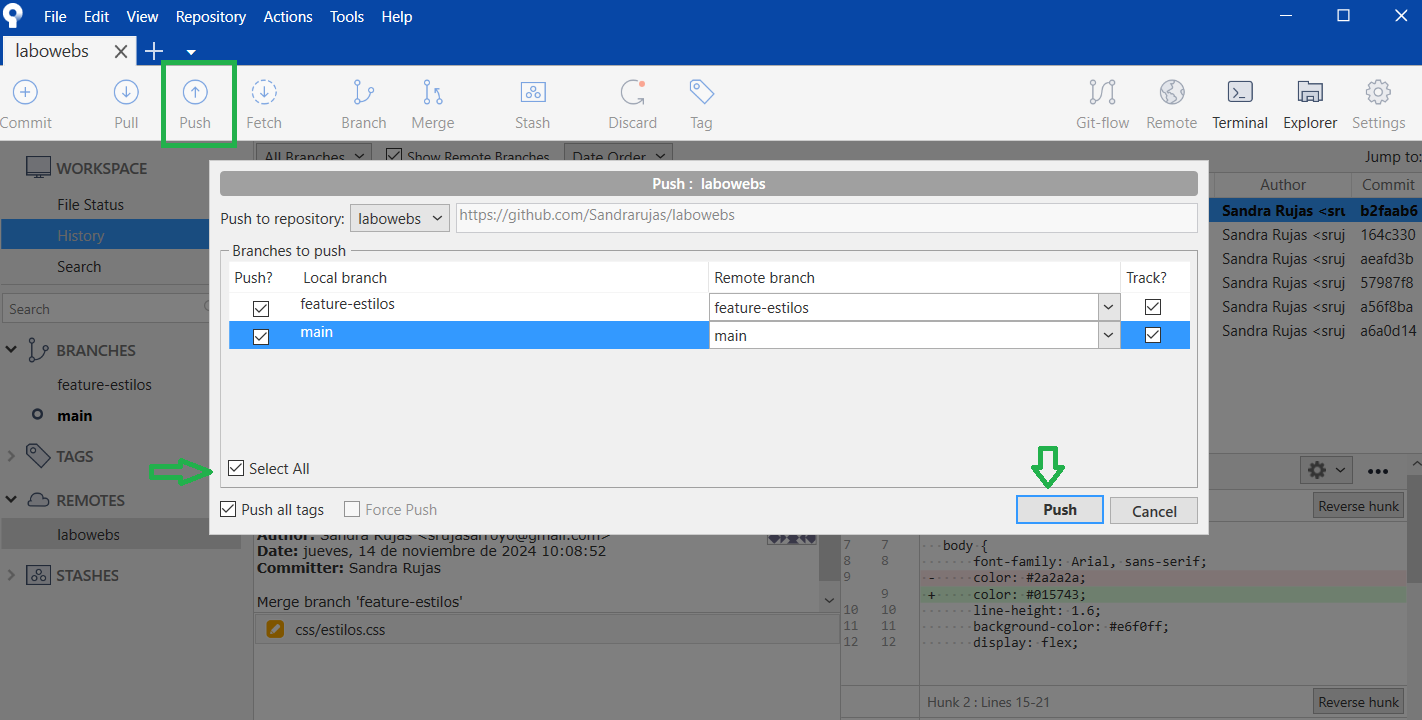 File Edit View Repository Actions Tools Help
labowebs
Commit Pull Push Fetch Branch Merge Stash Discard Tag Git-flow Remote Terminal Explorer Settings
WORKSPACE
File Status
History
Search
Search
BRANCHES
feature-estilos
main
TAGS
REMOTES
labowebs
STASHES
All Branches Show Remote Branches Date Order Jump to:
Author Commit
Sandra Rujas <sru b2faab6
Sandra Rujas <sruj 164c330
Sandra Rujas <sruj aeafd3b
Sandra Rujas <sruj 57987f8
Sandra Rujas <sruj a56f8ba
Sandra Rujas <sruj a6a0d14
Push : labowebs
Push to repository: labowebs https://github.com/Sandrarujas/labowebs
Branches to push
Push? Local branch Remote branch Track?
feature-estilos feature-estilos
main main
Select All
Push all tags Force Push Push Cancel
Author: Sandra Rujas <srujasarroyo@gmail.com>
Date: jueves, 14 de noviembre de 2024 10:08:52
Committer: Sandra Rujas
Merge branch 'feature-estilos'
css/estilos.css
Reverse hunk
7 7 body {
8 8 font-family: Arial, sans-serif;
9 - color: #2a2a2a;
9 + color: #015743;
10 10 line-height: 1.6;
11 11 background-color: #e6f0ff;
12 12 display: flex;
Hunk 2 : Lines 15-21 Reverse hunk